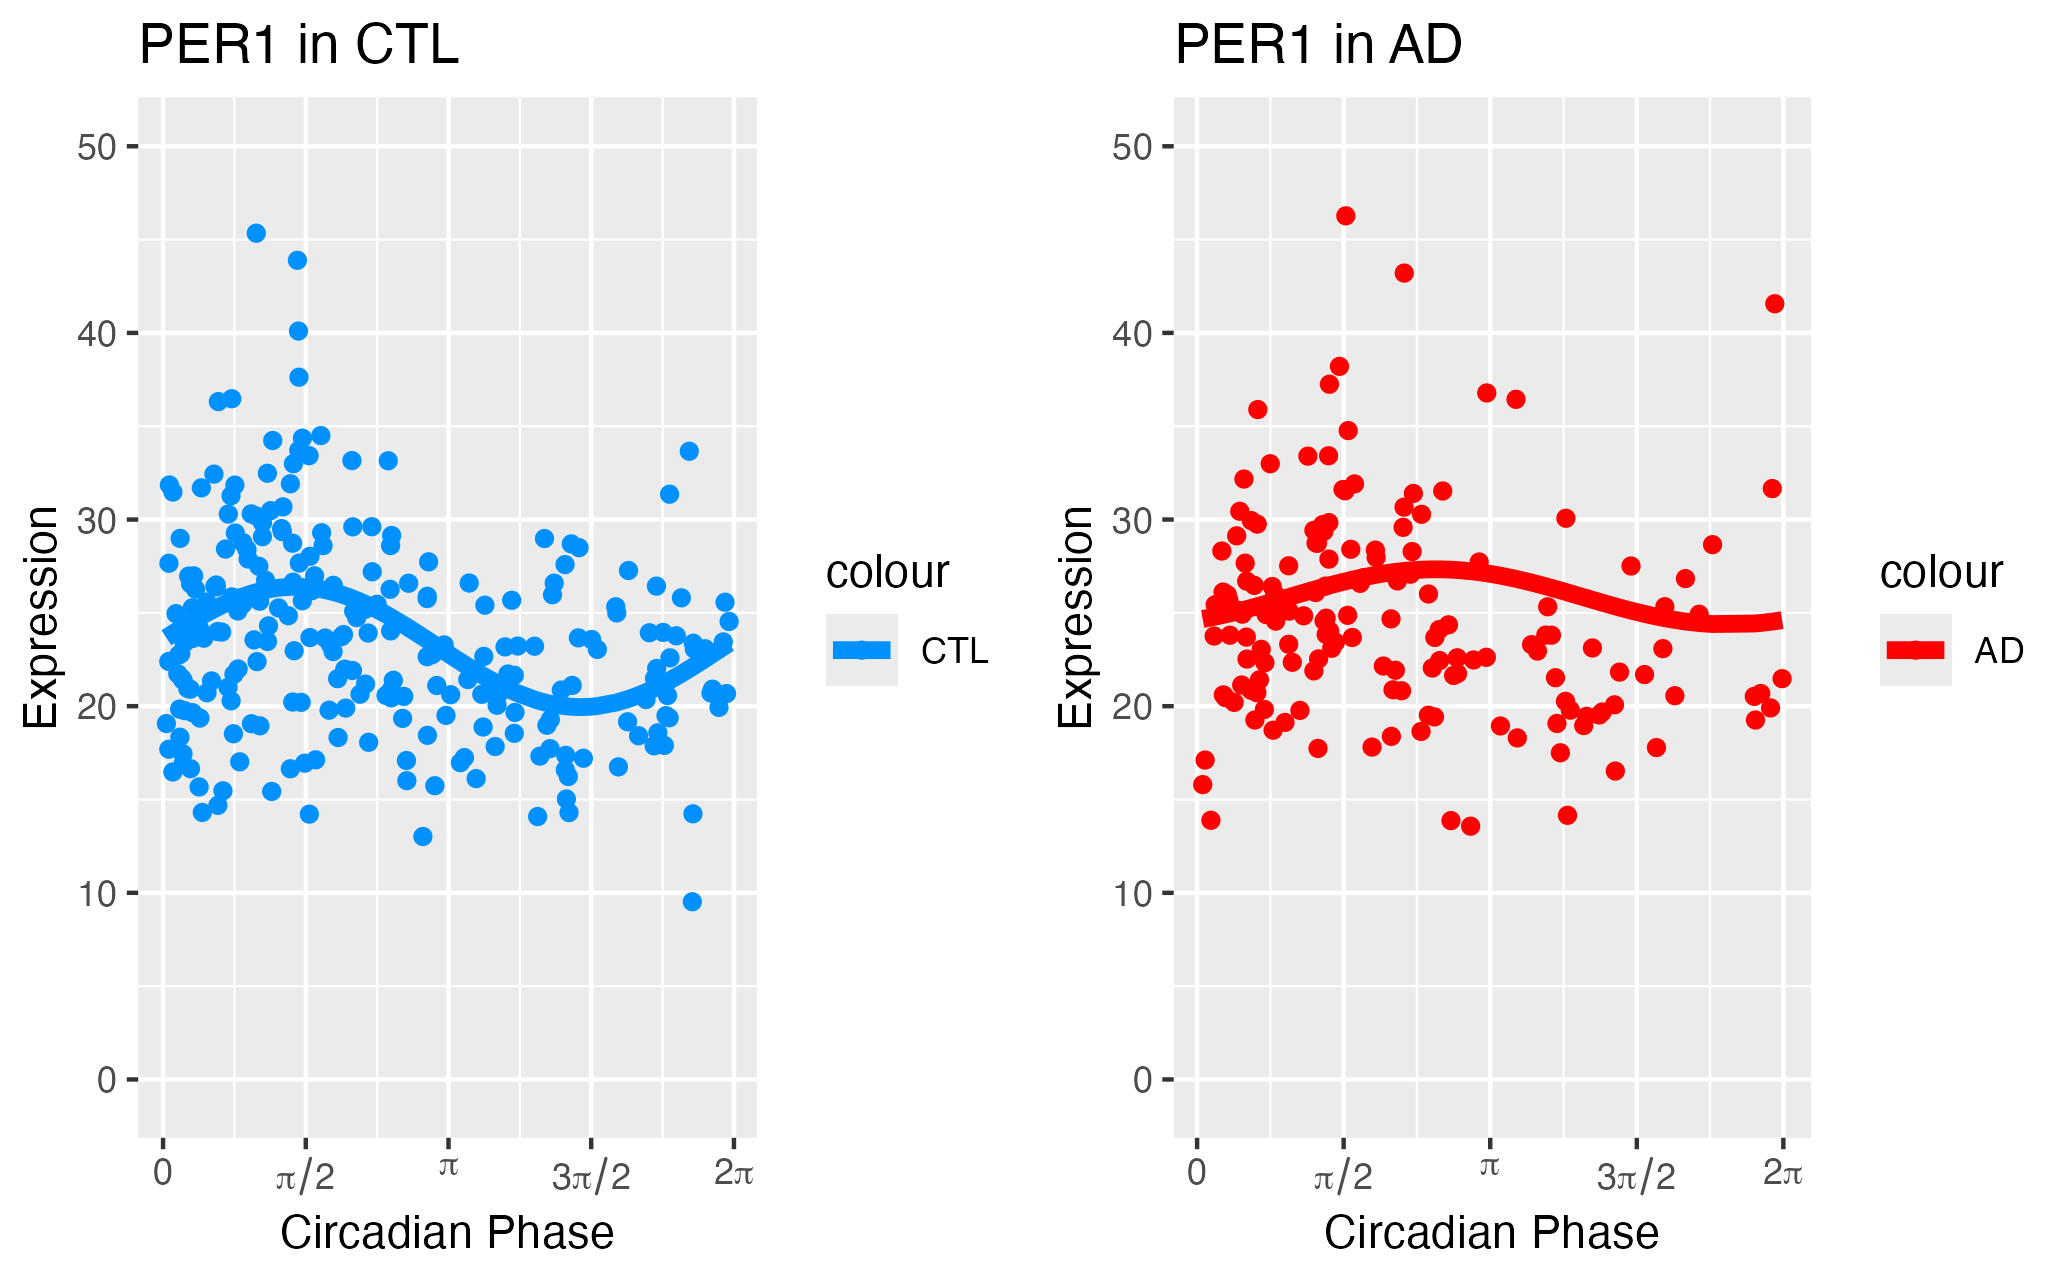 PER1 in CTL
50
40
30
20
10
0
Expression
0
π/2
π
3π/2
2π
Circadian Phase
colour
CTL
PER1 in AD
50
40
30
20
10
0
Expression
0
π/2
π
3π/2
2π
Circadian Phase
colour
AD